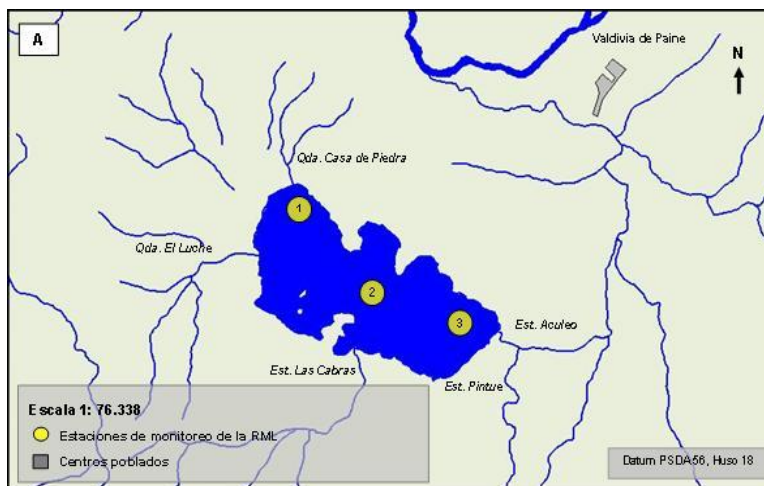 A
Valdivia de Paine
N
Qda. Casa de Piedra
1
Qda. El Luche
2
3
Est. Aculeo
Est. Las Cabras
Est. Pintue
Escala 1: 76.338
Estaciones de monitoreo de la RML
Centros poblados
Datum PSDA56, Huso 18